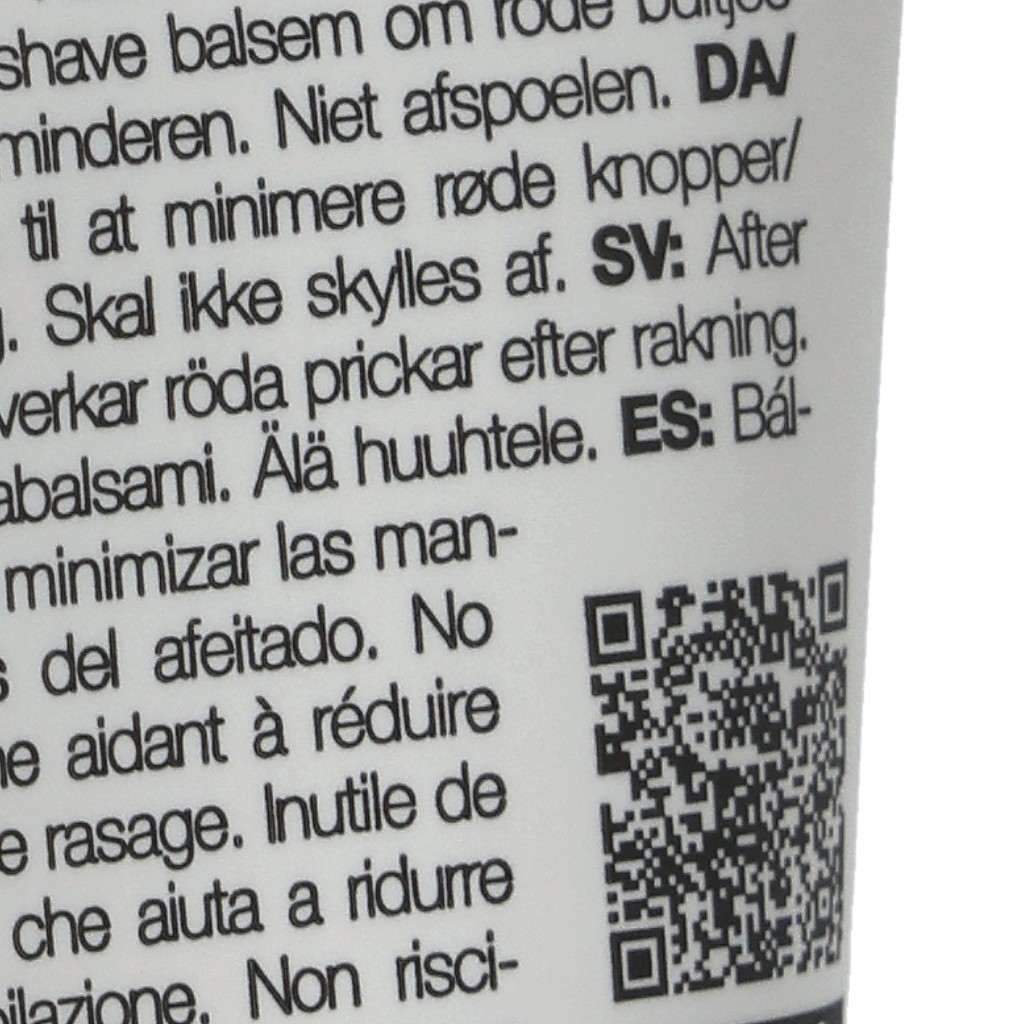 shave balsem om rode bultjes
minderen. Niet afspoelen. DA/
til at minimere røde knopper/
Skal ikke skylles af. SV: After
verkar röda prickar efter rakning.
abalsami. Älä huuhtele. ES: Bál-
minimizar las man-
del afeitado. No
ne aidant à réduire
e rasage. Inutile de
che aiuta a ridurre
pilazione. Non risci-